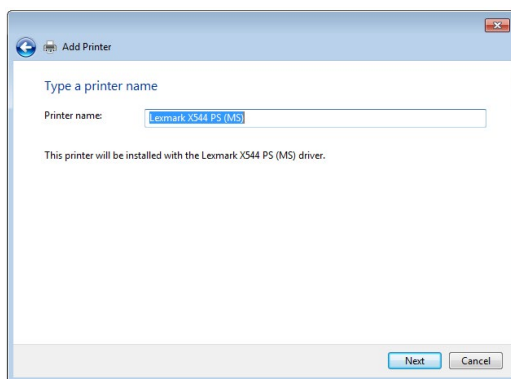 Add Printer
Type a printer name
Printer name: Lexmark X544 PS (MS)
This printer will be installed with the Lexmark X544 PS (MS) driver.
Next Cancel